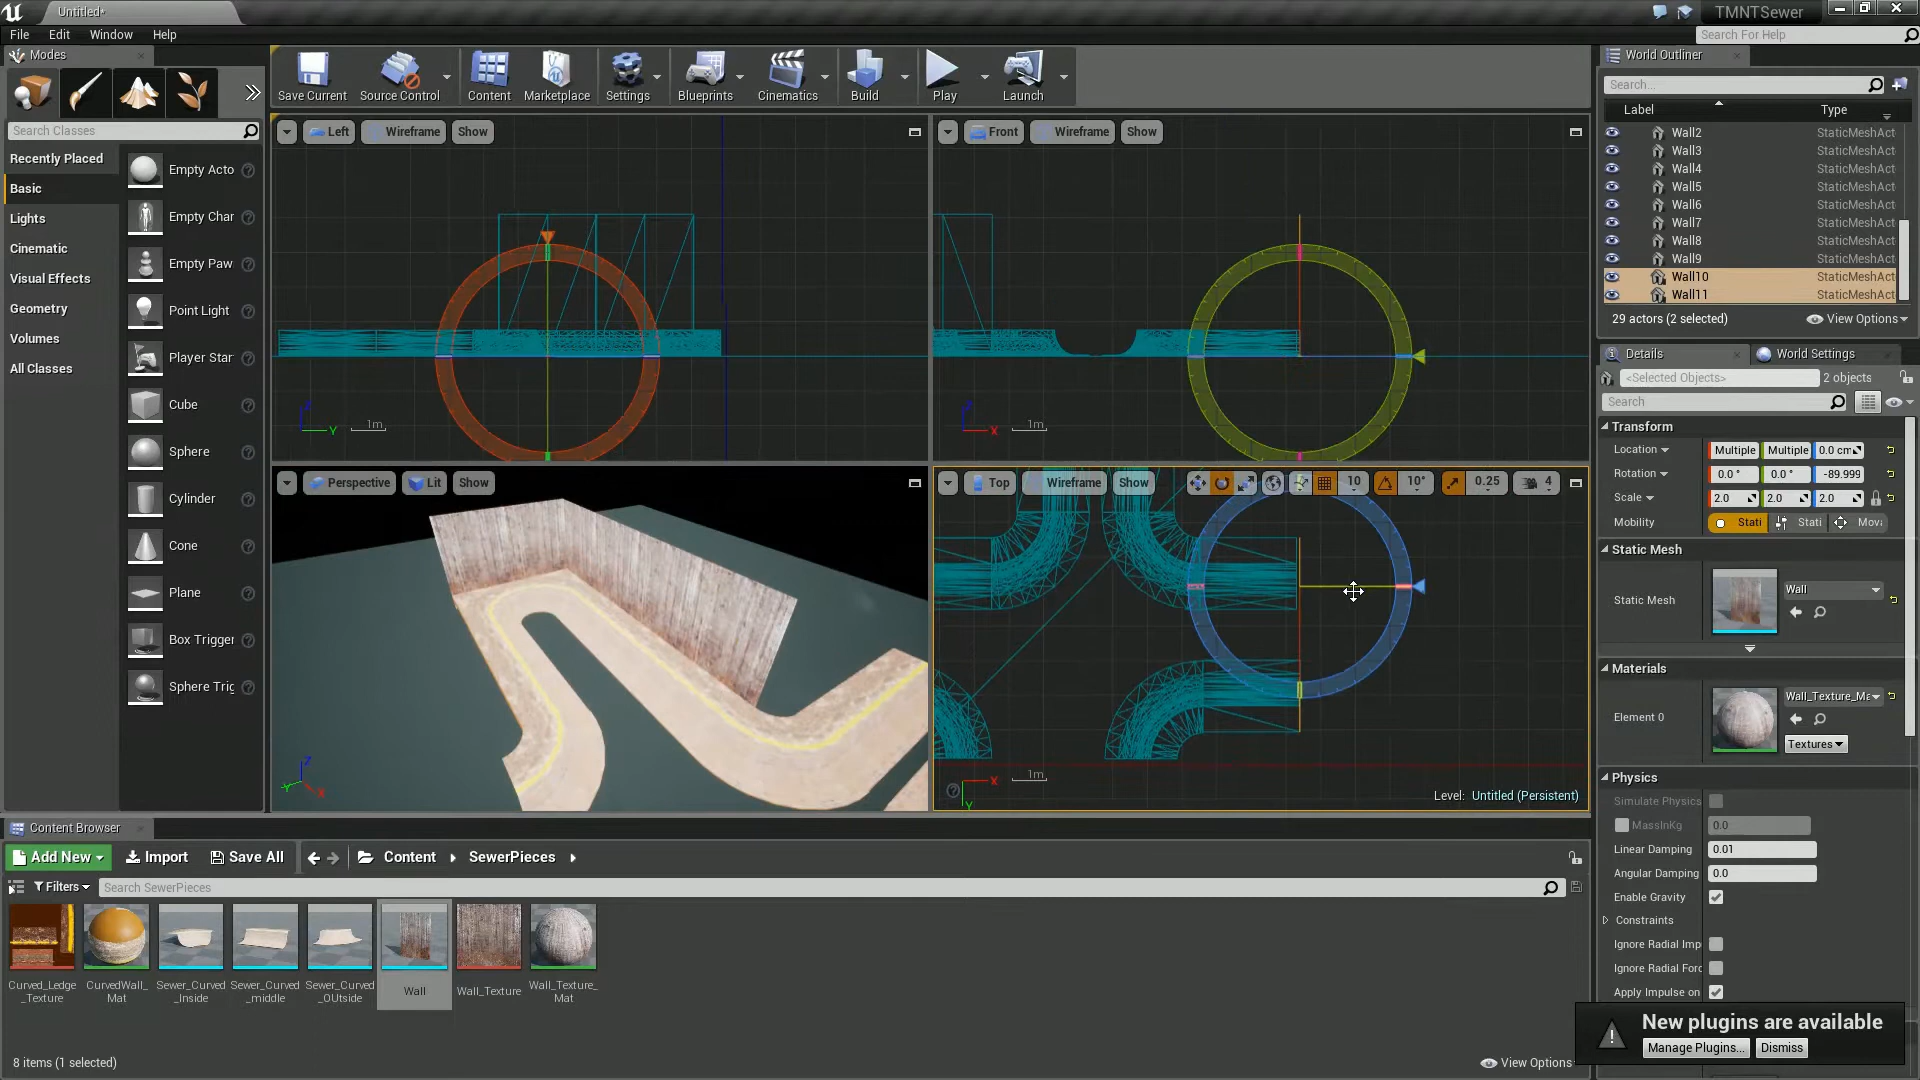 Untitled*
TMNTSewer
File Edit Window Help
Search For Help
Modes
Save Current Source Control Content Marketplace Settings Blueprints Cinematics Build Play Launch
Search Classes
Recently Placed
Basic
Lights
Cinematic
Visual Effects
Geometry
Volumes
All Classes
Empty Acto
Empty Char
Empty Paw
Point Light
Player Star
Cube
Sphere
Cylinder
Cone
Plane
Box Trigger
Sphere Tric
Left Wireframe Show
Z Y 1m
Front Wireframe Show
Z X 1m
Perspective Lit Show
Z Y X
Top Wireframe Show 10 10° 0.25 4
X Y 1m
Level: Untitled (Persistent)
World Outliner
Search...
Label Type
Wall2 StaticMeshAct
Wall3 StaticMeshAct
Wall4 StaticMeshAct
Wall5 StaticMeshAct
Wall6 StaticMeshAct
Wall7 StaticMeshAct
Wall8 StaticMeshAct
Wall9 StaticMeshAct
Wall10 StaticMeshAct
Wall11 StaticMeshAct
29 actors (2 selected) View Options
Details World Settings
<Selected Objects> 2 objects
Search
Transform
Location Multiple Multiple 0.0 cm
Rotation 0.0 ° 0.0 ° -89.999
Scale 2.0 2.0 2.0
Mobility Stati Stati Mov
Static Mesh
Static Mesh Wall
Materials
Element 0 Wall_Texture_Ma
Textures
Physics
Simulate Physics
MassInKg 0.0
Linear Damping 0.01
Angular Damping 0.0
Enable Gravity
Constraints
Ignore Radial Imp
Ignore Radial Forc
Apply Impulse on
New plugins are available
Manage Plugins... Dismiss
Content Browser
Add New Import Save All Content SewerPieces
Filters Search SewerPieces
Curved_Ledge
_Texture
CurvedWall_
Mat
Sewer_Curved
_Inside
Sewer_Curved
_middle
Sewer_Curved
_OUtside
Wall
Wall_Texture
Wall_Texture_
Mat
8 items (1 selected) View Options